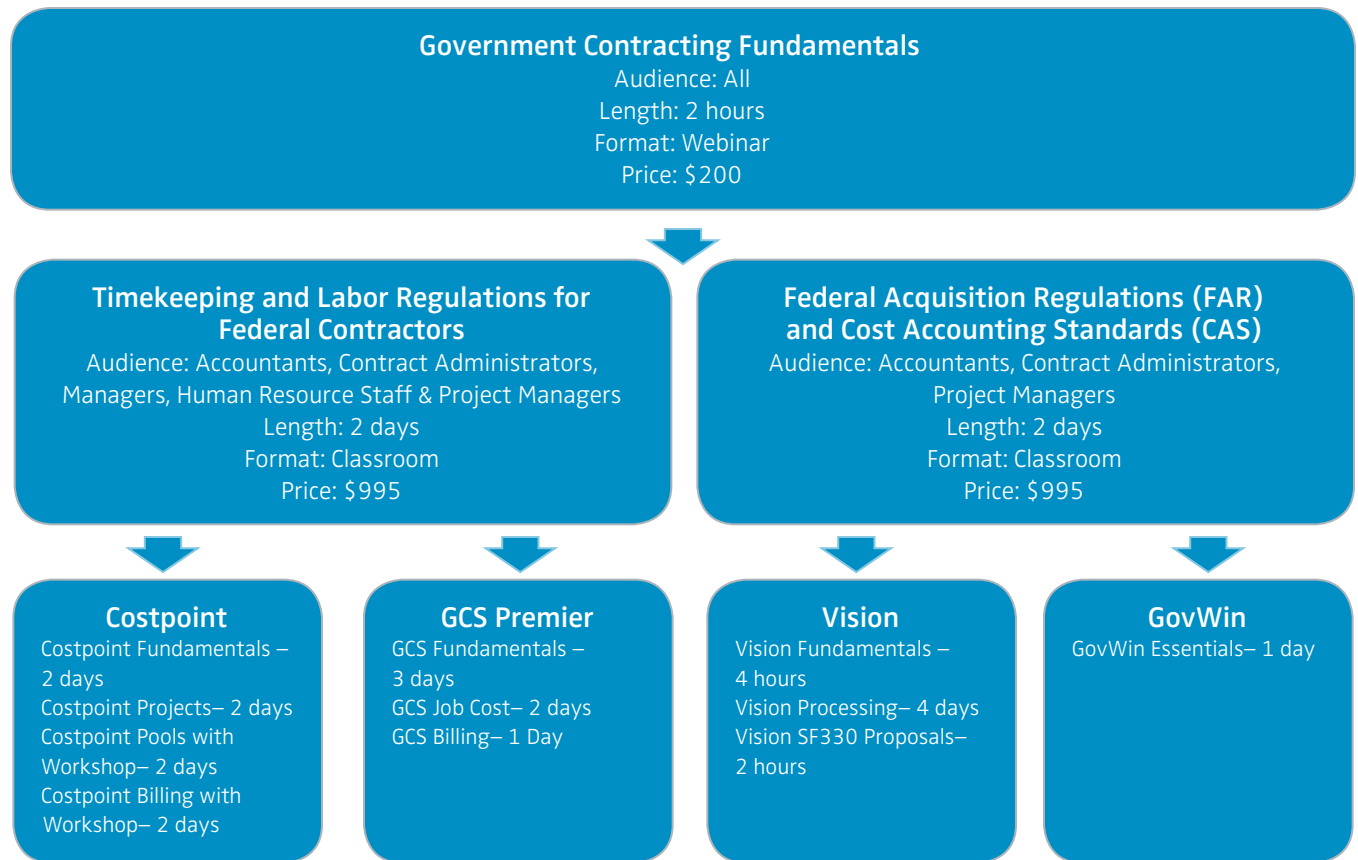 Government Contracting Fundamentals
Audience: All
Length: 2 hours
Format: Webinar
Price: $200
Timekeeping and Labor Regulations for
Federal Contractors
Audience: Accountants, Contract Administrators,
Managers, Human Resource Staff & Project Managers
Length: 2 days
Format: Classroom
Price: $995
Federal Acquisition Regulations (FAR)
and Cost Accounting Standards (CAS)
Audience: Accountants, Contract Administrators,
Project Managers
Length: 2 days
Format: Classroom
Price: $995
Costpoint
Costpoint Fundamentals –
2 days
Costpoint Projects– 2 days
Costpoint Pools with
Workshop– 2 days
Costpoint Billing with
Workshop– 2 days
GCS Premier
GCS Fundamentals –
3 days
GCS Job Cost– 2 days
GCS Billing– 1 Day
Vision
Vision Fundamentals –
4 hours
Vision Processing– 4 days
Vision SF330 Proposals–
2 hours
GovWin
GovWin Essentials– 1 day